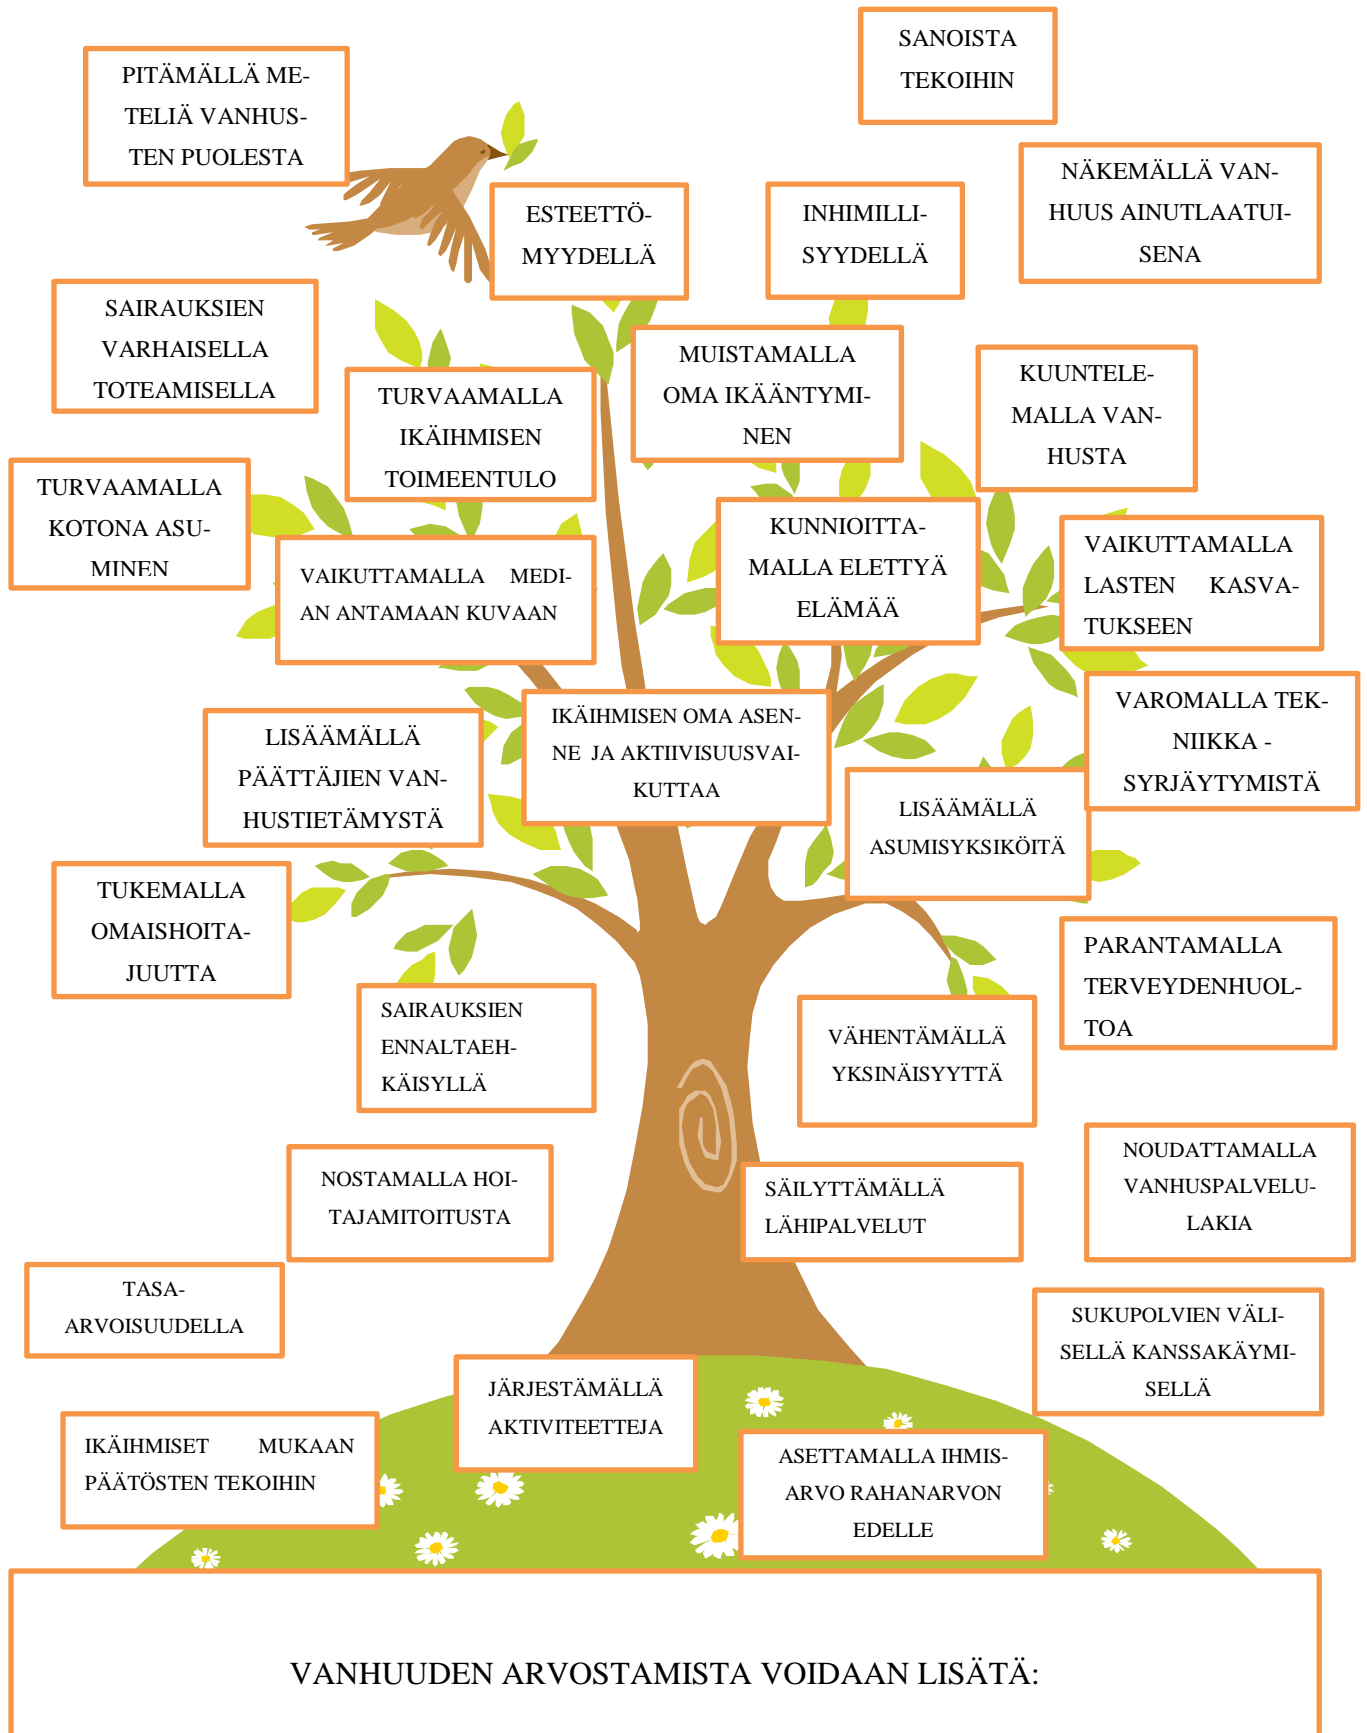 SANOISTA
TEKOIHIN
PITÄMÄLLÄ ME-
TELIÄ VANHUS-
TEN PUOLESTA
NÄKEMÄLLÄ VAN-
HUUS AINUTLAATUI-
SENA
ESTEETTÖ-
MYYDELLÄ
INHIMILLI-
SYYDELLÄ
SAIRAUKSIEN
VARHAISELLA
TOTEAMISELLA
MUISTAMALLA
OMA IKÄÄNTYMI-
NEN
KUUNTELE-
MALLA VAN-
HUSTA
TURVAAMALLA
IKÄIHMISEN
TOIMEENTULO
TURVAAMALLA
KOTONA ASU-
MINEN
KUNNIOITTA-
MALLA ELETTYÄ
ELÄMÄÄ
VAIKUTTAMALLA
LASTEN KASVA-
TUKSEEN
VAIKUTTAMALLA MEDI-
AN ANTAMAAN KUVAAN
IKÄIHMISEN OMA ASEN-
NE JA AKTIIVISUUSVAI-
KUTTAA
VAROMALLA TEK-
NIIKKA -
SYRJÄYTYMISTÄ
LISÄÄMÄLLÄ
PÄÄTTÄJIEN VAN-
HUSTIETÄMYSTÄ
LISÄÄMÄLLÄ
ASUMISYKSIKÖITÄ
TUKEMALLA
OMAISHOITA-
JUUTTA
PARANTAMALLA
TERVEYDENHUOL-
TOA
SAIRAUKSIEN
ENNALTAEH-
KÄISYLLÄ
VÄHENTÄMÄLLÄ
YKSINÄISYYTTÄ
NOSTAMALLA HOI-
TAJAMITOITUSTA
SÄILYTTÄMÄLLÄ
LÄHIPALVELUT
NOUDATTAMALLA
VANHUSPALVELU-
LAKIA
TASA-
ARVOISUUDELLA
SUKUPOLVIEN VÄLI-
SELLÄ KANSSAKÄYMI-
SELLÄ
JÄRJESTÄMÄLLÄ
AKTIVITEETTEJA
IKÄIHMISET MUKAAN
PÄÄTÖSTEN TEKOIHIN
ASETTAMALLA IHMIS-
ARVO RAHANARVON
EDELLE
VANHUUDEN ARVOSTAMISTA VOIDAAN LISÄTÄ: